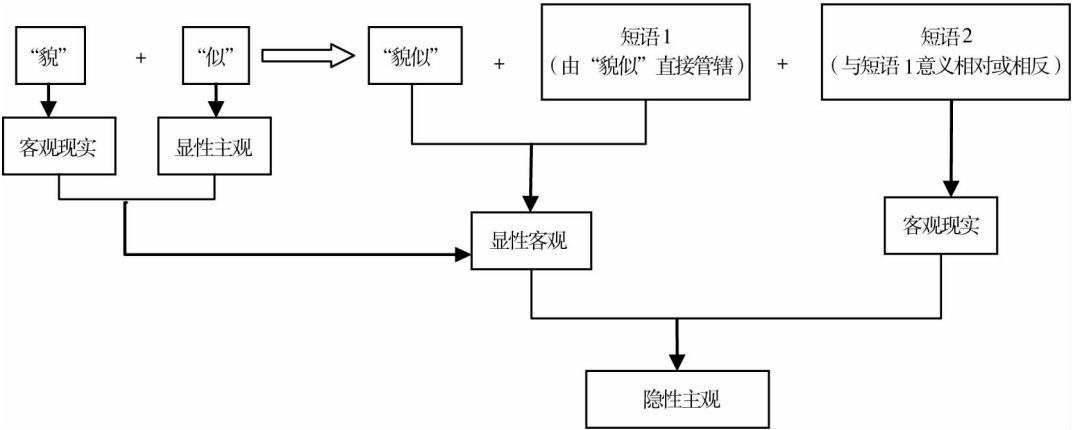 “貌”
+
“似”
“貌似”
+
短语1
（由“貌似”直接管辖）
+
短语2
（与短语1意义相对或相反）
客观现实
显性主观
显性客观
客观现实
隐性主观